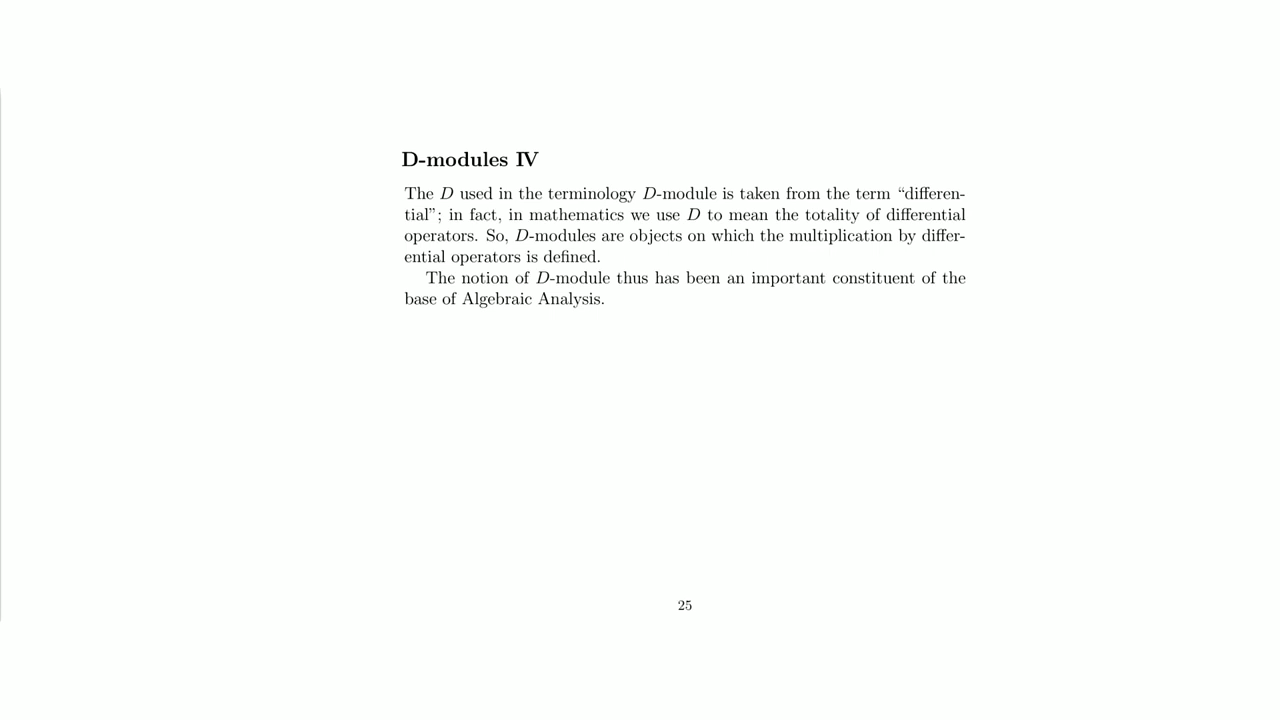 D-modules IV
The D used in the terminology D-module is taken from the term “differen-
tial”; in fact, in mathematics we use D to mean the totality of differential
operators. So, D-modules are objects on which the multiplication by differ-
ential operators is defined.
The notion of D-module thus has been an important constituent of the
base of Algebraic Analysis.
25